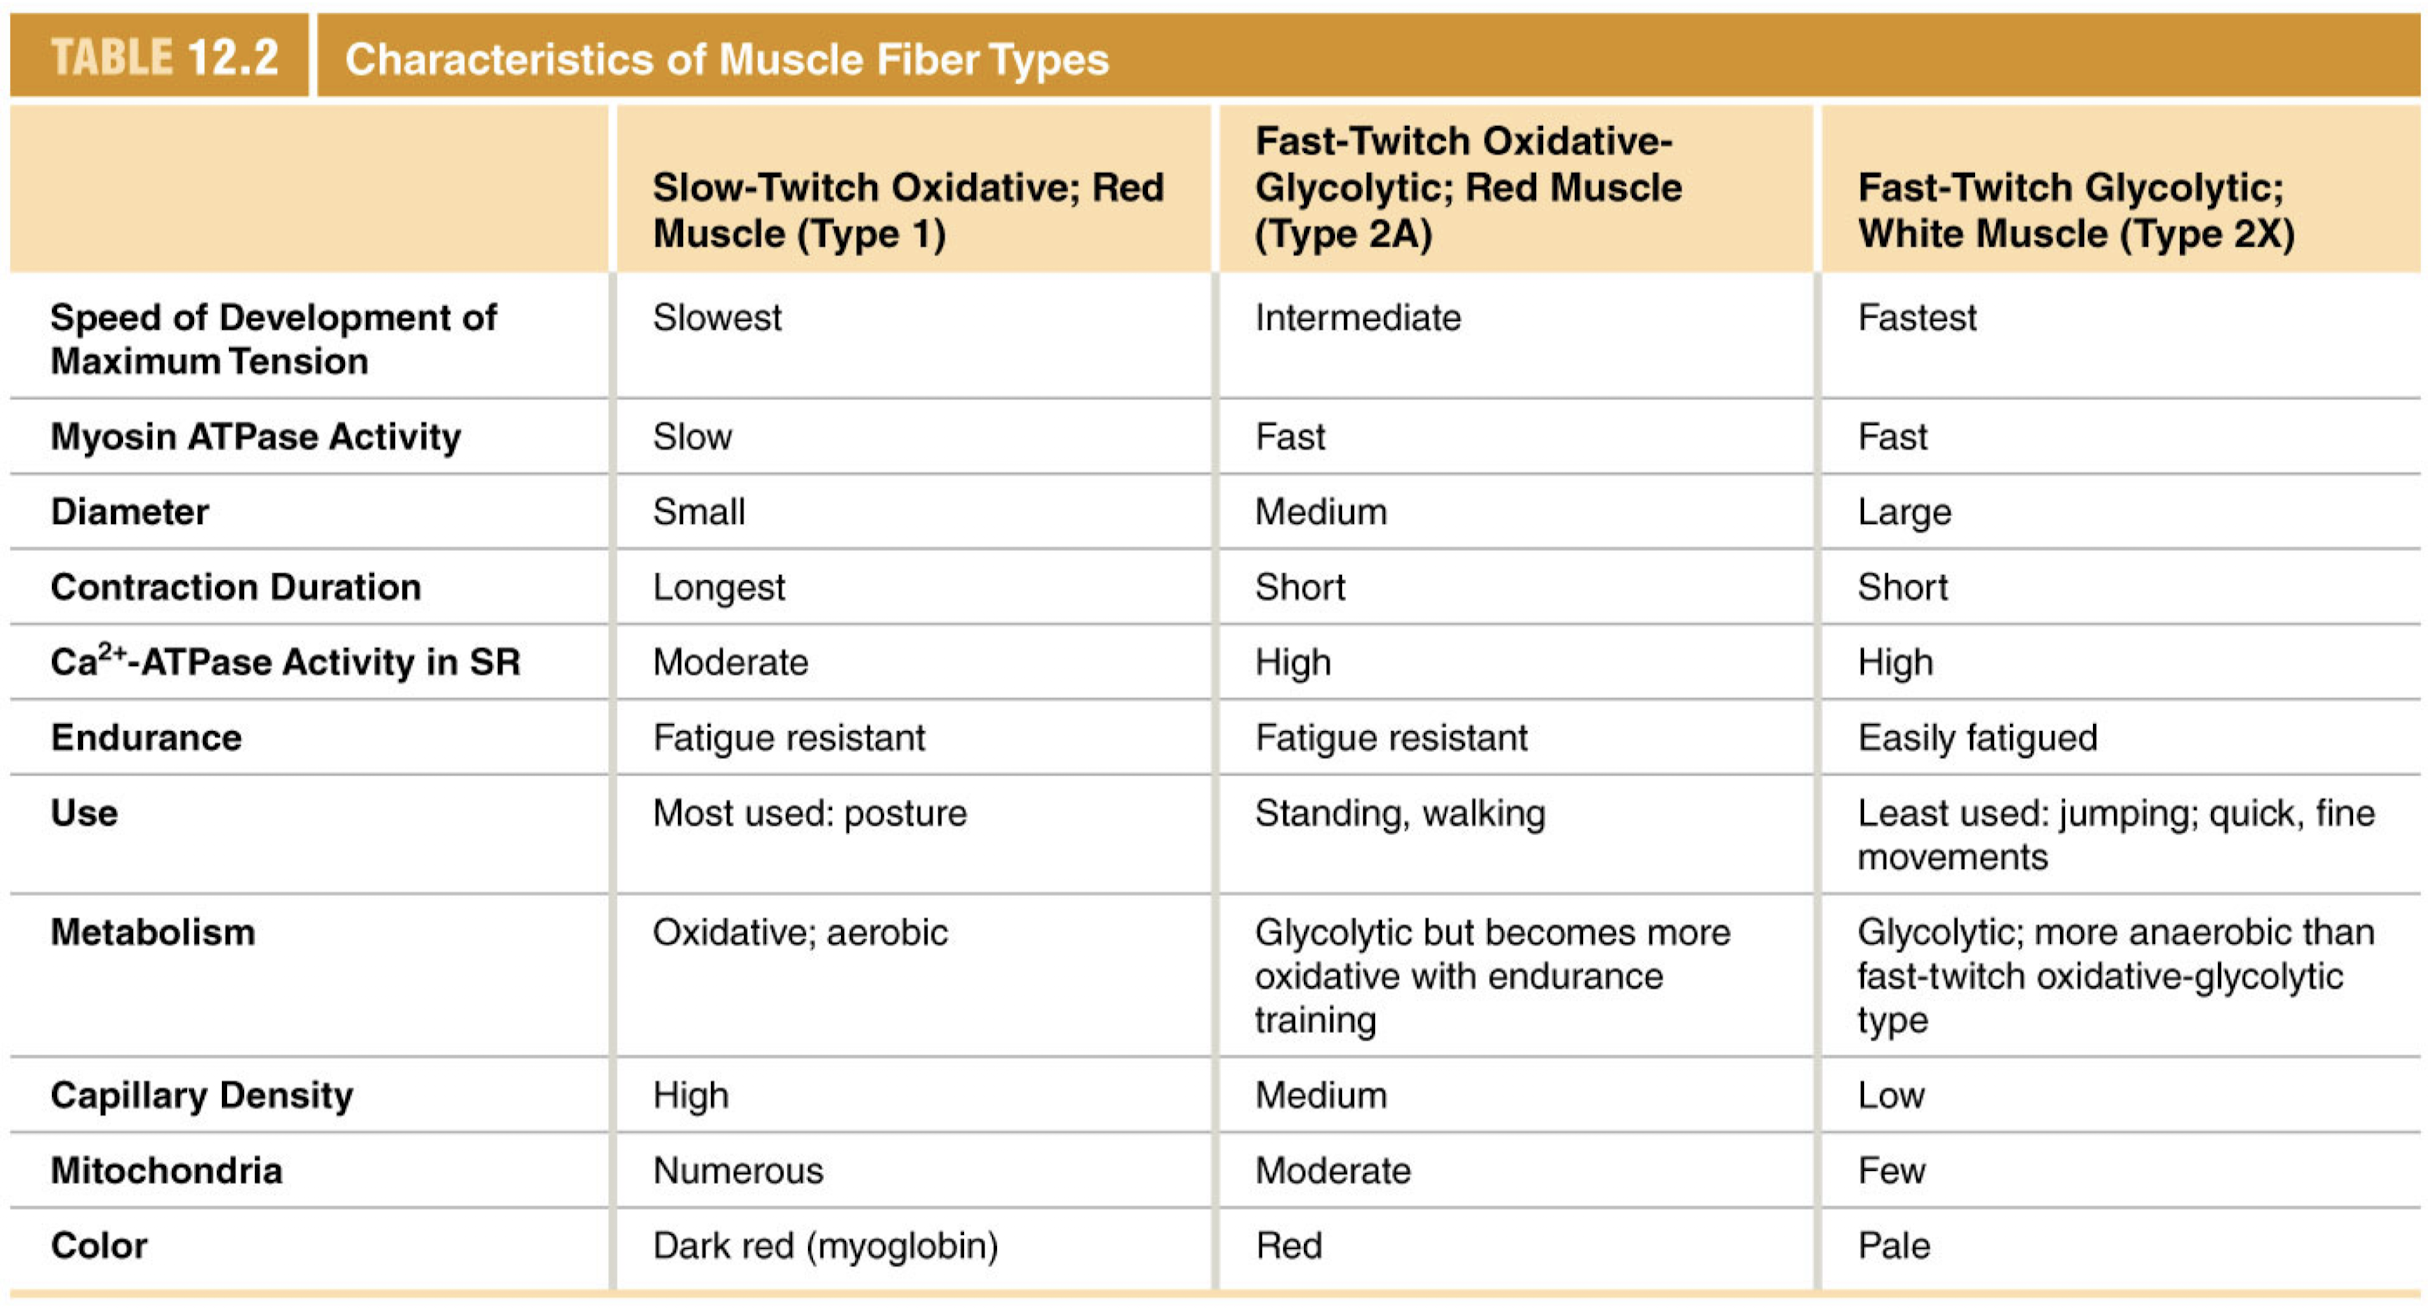 TABLE 12.2 Characteristics of Muscle Fiber Types
Slow-Twitch Oxidative; Red
Muscle (Type 1)
Fast-Twitch Oxidative-
Glycolytic; Red Muscle
(Type 2A)
Fast-Twitch Glycolytic;
White Muscle (Type 2X)
Speed of Development of
Maximum Tension
Slowest
Intermediate
Fastest
Myosin ATPase Activity
Slow
Fast
Fast
Diameter
Small
Medium
Large
Contraction Duration
Longest
Short
Short
Ca²⁺-ATPase Activity in SR
Moderate
High
High
Endurance
Fatigue resistant
Fatigue resistant
Easily fatigued
Use
Most used: posture
Standing, walking
Least used: jumping; quick, fine
movements
Metabolism
Oxidative; aerobic
Glycolytic but becomes more
oxidative with endurance
training
Glycolytic; more anaerobic than
fast-twitch oxidative-glycolytic
type
Capillary Density
High
Medium
Low
Mitochondria
Numerous
Moderate
Few
Color
Dark red (myoglobin)
Red
Pale